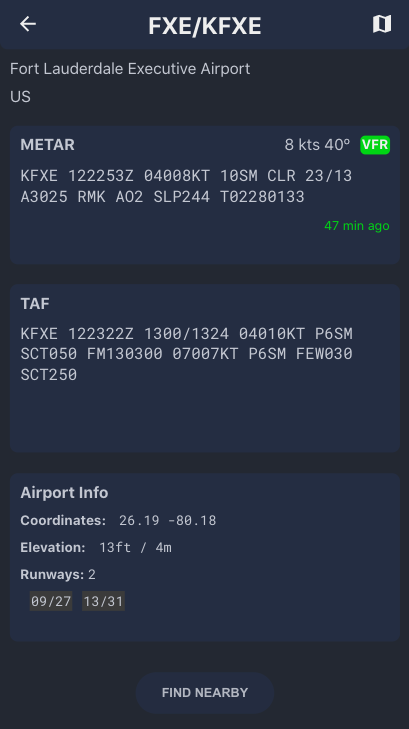 FXE/KFXE
Fort Lauderdale Executive Airport
US
METAR 8 kts 40° VFR
KFXE 122253Z 04008KT 10SM CLR 23/13
A3025 RMK AO2 SLP244 T02280133
47 min ago
TAF
KFXE 122322Z 1300/1324 04010KT P6SM
SCT050 FM130300 07007KT P6SM FEW030
SCT250
Airport Info
Coordinates: 26.19 -80.18
Elevation: 13ft / 4m
Runways: 2
09/27 13/31
FIND NEARBY